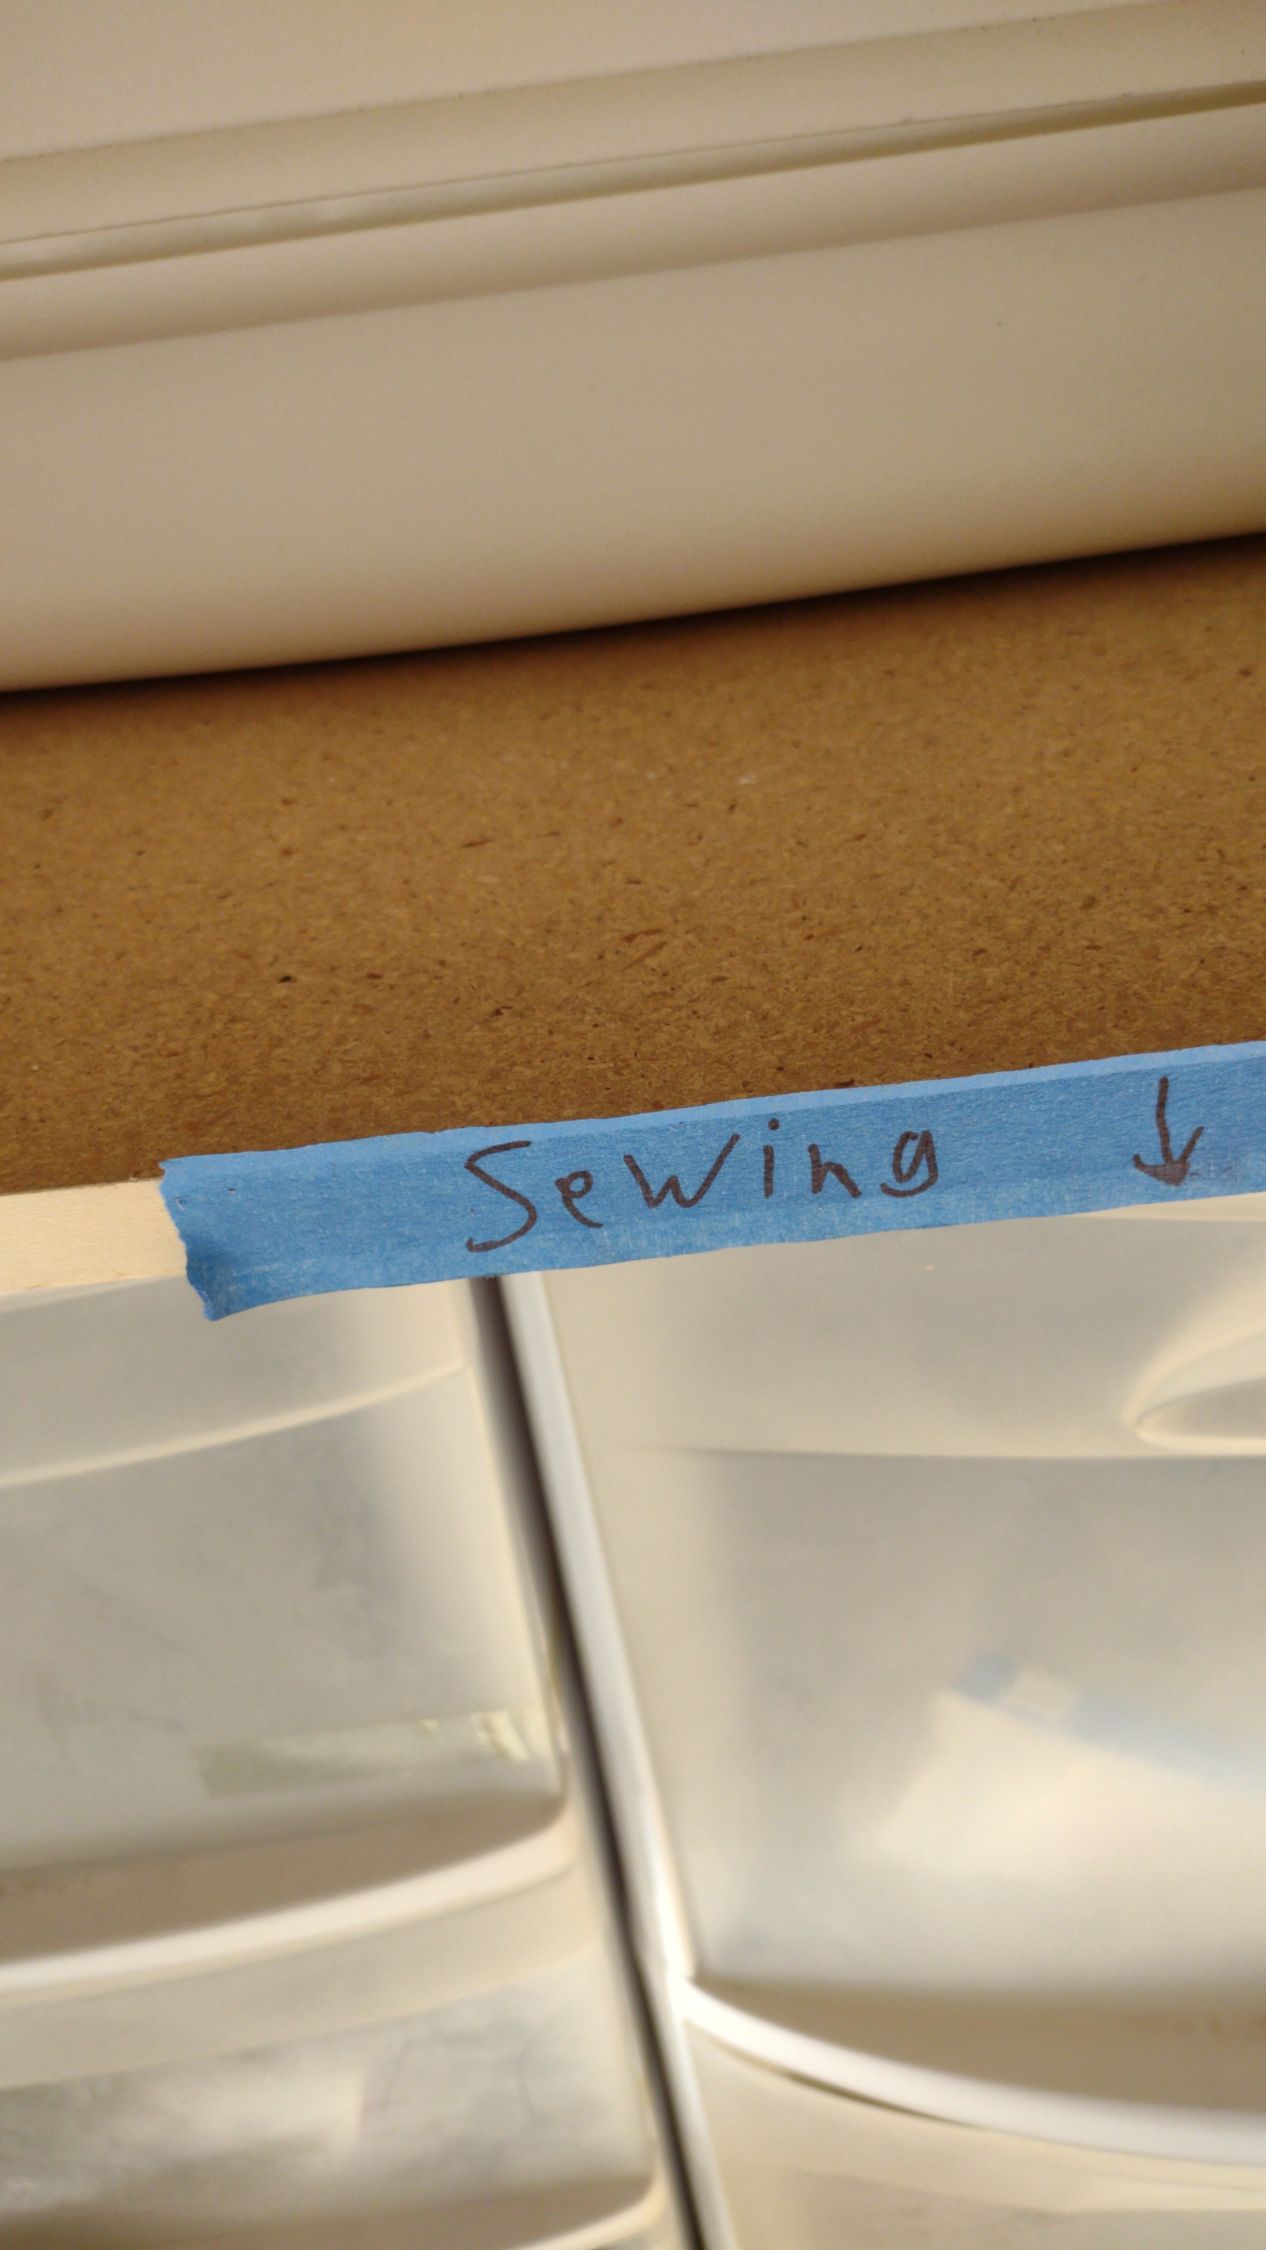 Sewing ↓